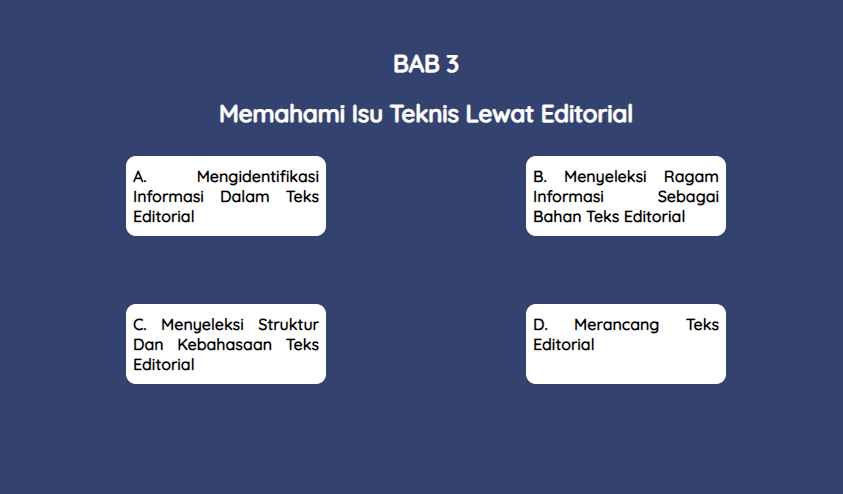 BAB 3
Memahami Isu Teknis Lewat Editorial
A. Mengidentifikasi
Informasi Dalam Teks
Editorial
B. Menyeleksi Ragam
Informasi Sebagai
Bahan Teks Editorial
C. Menyeleksi Struktur
Dan Kebahasaan Teks
Editorial
D. Merancang Teks
Editorial